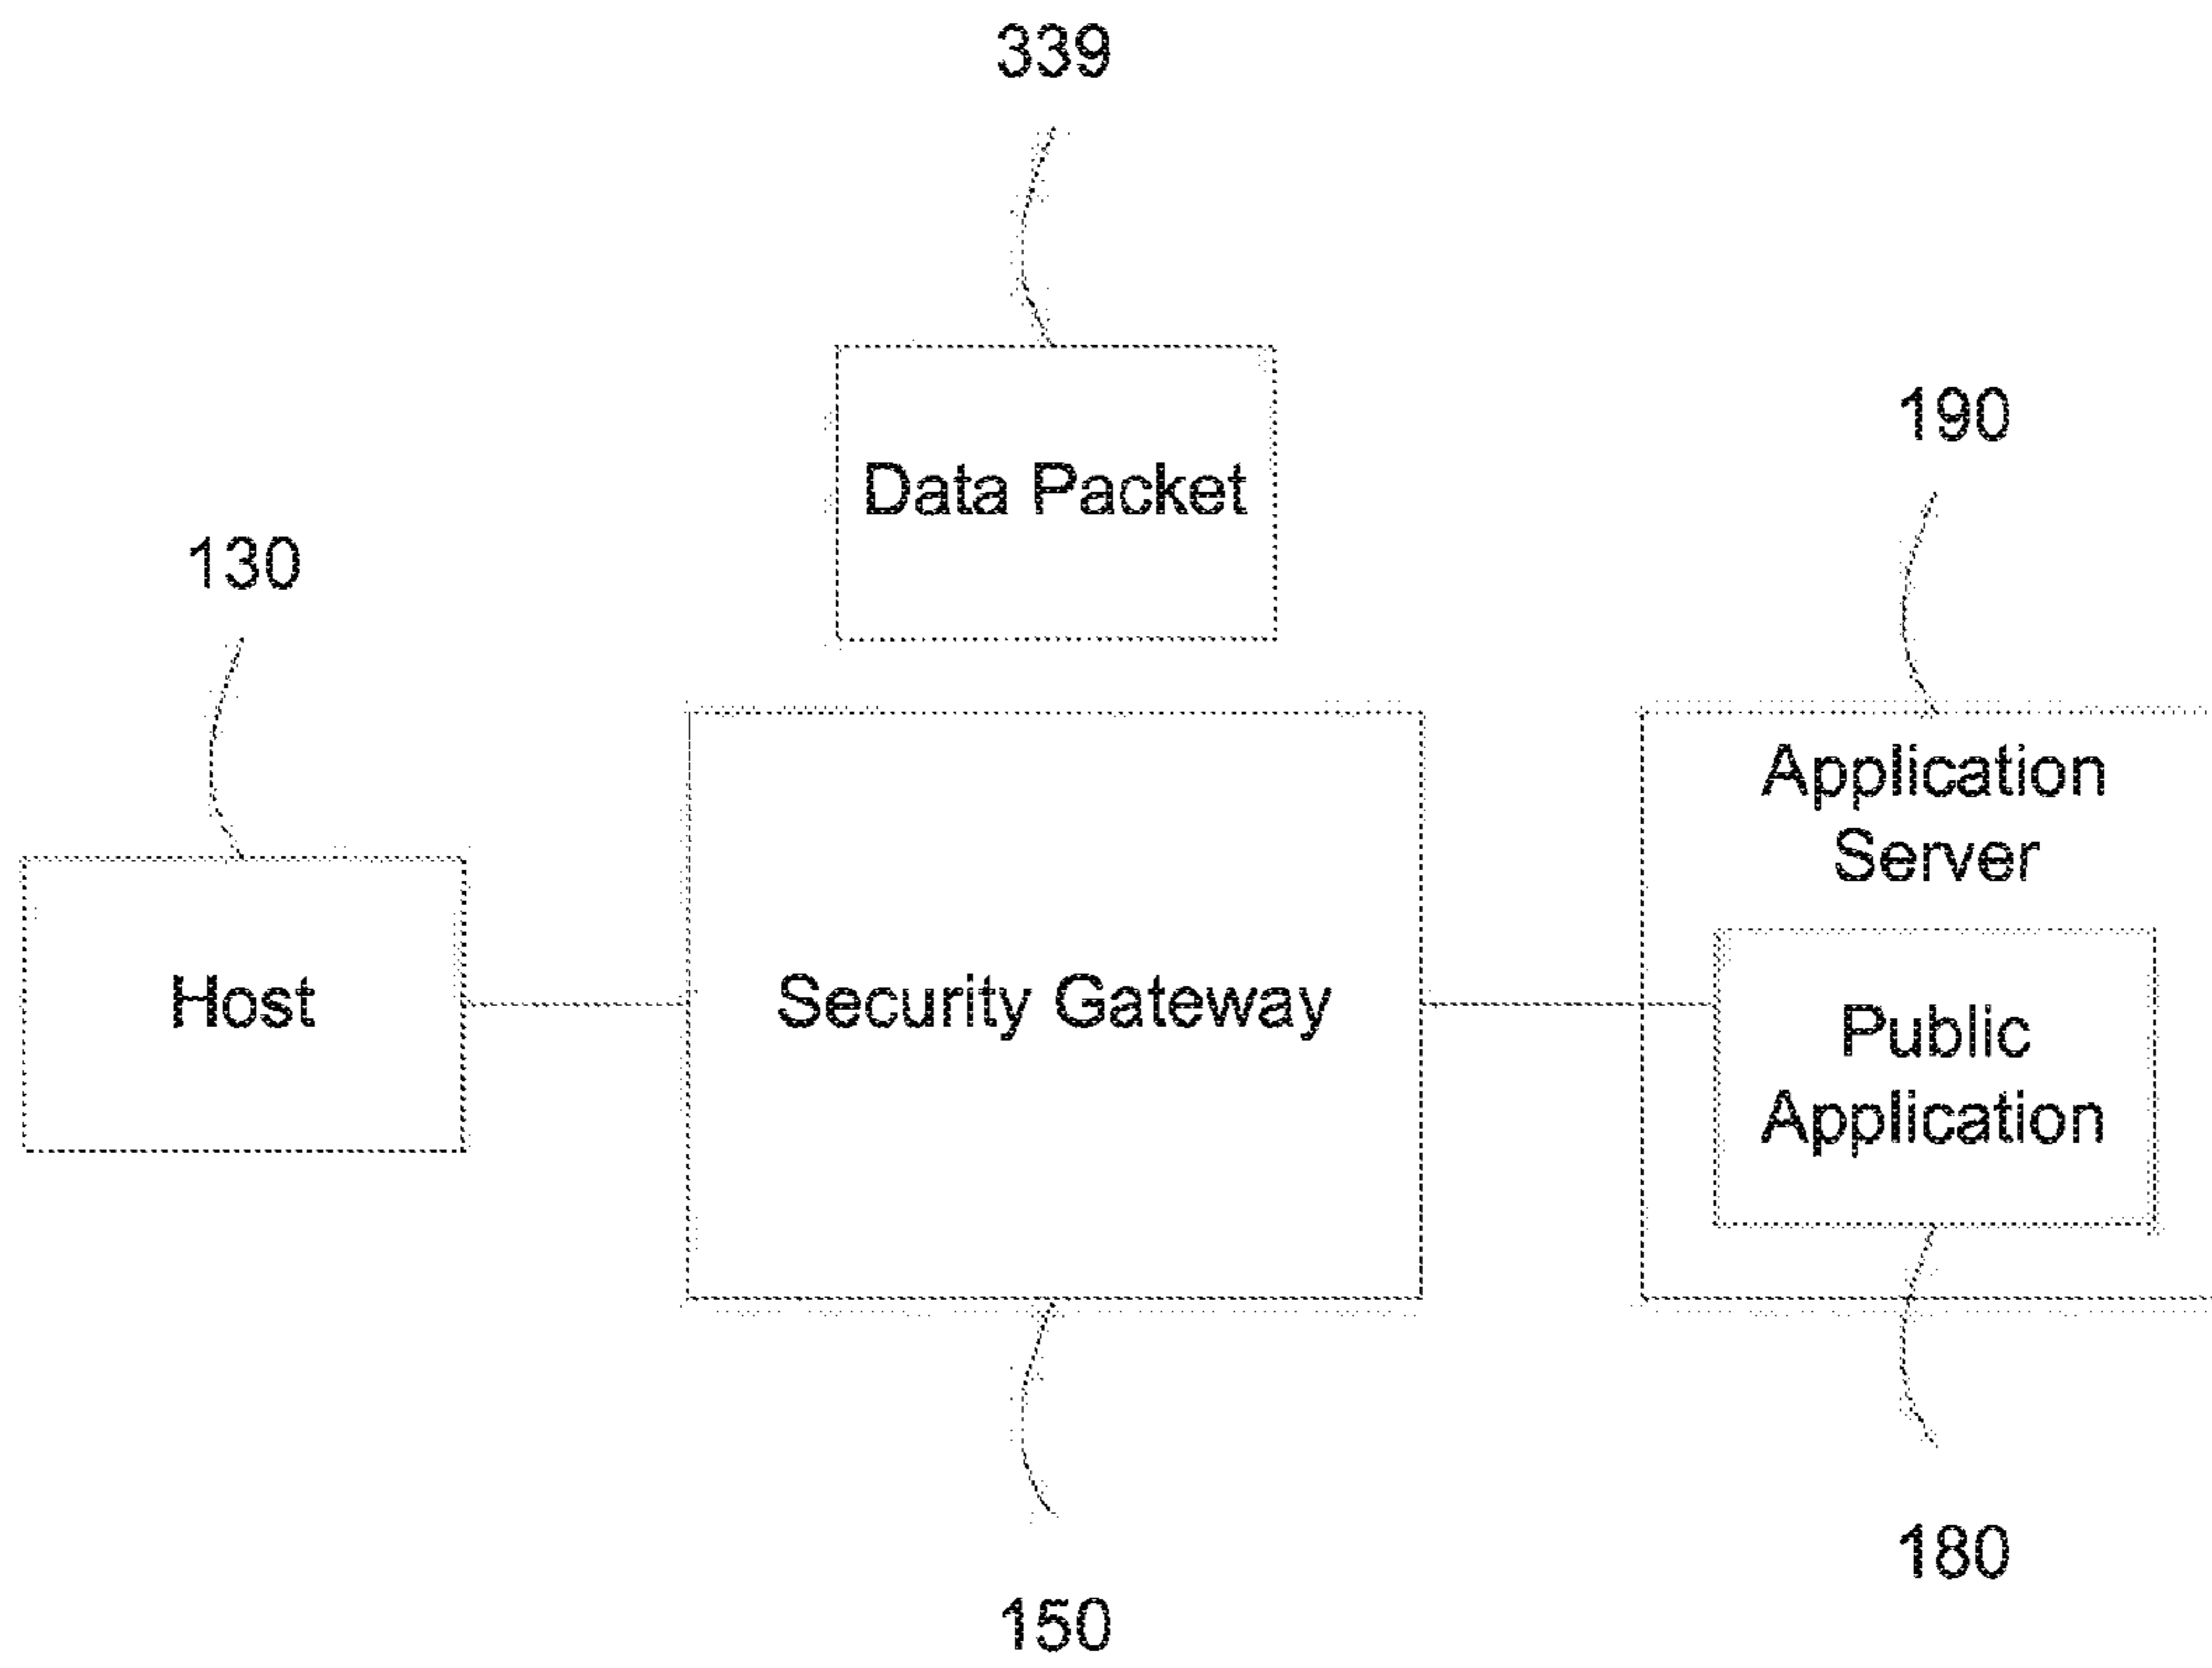 339
Data Packet
190
130
Application
Server
Host
Security Gateway
Public
Application
180
150